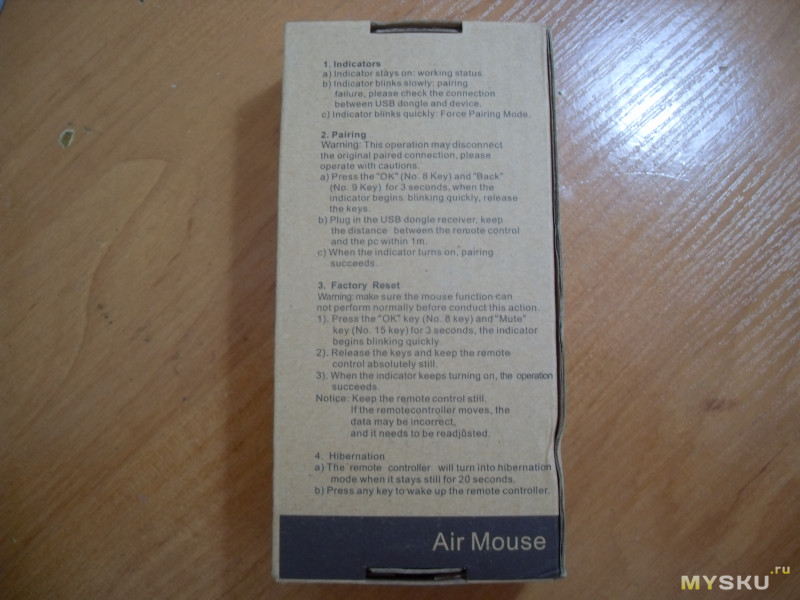 1. Indicators
a) Indicator stays on: working status.
b) Indicator blinks slowly: pairing
failure, please check the connection
between USB dongle and device.
c) Indicator blinks quickly: Force Pairing Mode.
2. Pairing
Warning: This operation may disconnect
the original paired connection, please
operate with cautions.
a) Press the "OK" (No. 8 Key) and "Back"
(No. 9 Key) for 3 seconds, when the
indicator begins blinking quickly, release
the keys.
b) Plug in the USB dongle receiver, keep
the distance between the remote control
and the pc within 1m.
c) When the indicator turns on, pairing
succeeds.
3. Factory Reset
Warning: make sure the mouse function can
not perform normally before conduct this action.
1). Press the "OK" key (No. 8 key) and "Mute"
key (No. 15 key) for 3 seconds, the indicator
begins blinking quickly.
2). Release the keys and keep the remote
control absolutely still.
3). When the indicator keeps turning on, the operation
succeeds.
Notice: Keep the remote control still.
If the remotecontroller moves, the
data may be incorrect,
and it needs to be readjusted.
4. Hibernation
a) The remote controller will turn into hibernation
mode when it stays still for 20 seconds.
b) Press any key to wake up the remote controller.
Air Mouse
MYSKU.ru